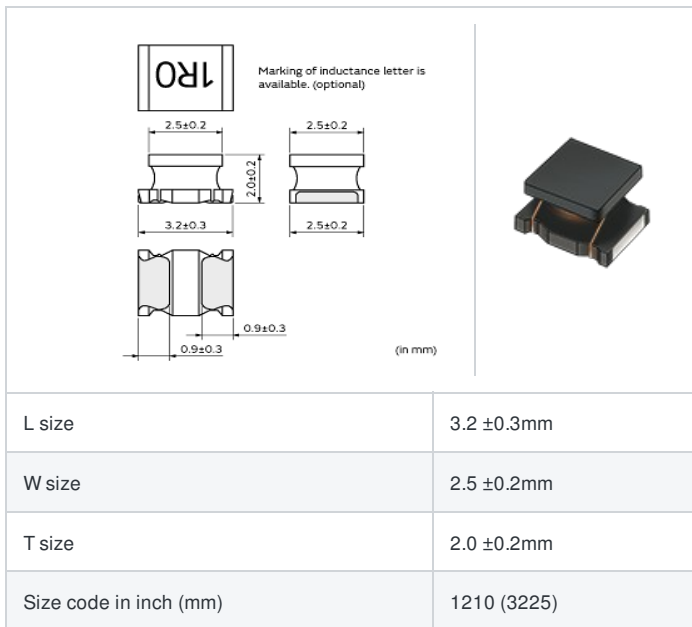 1R0
Marking of inductance letter is
available. (optional)
2.5±0.2
2.5±0.2
2.0±0.2
3.2±0.3
2.5±0.2
0.9±0.3
0.9±0.3
(in mm)
L size 3.2 ±0.3mm
W size 2.5 ±0.2mm
T size 2.0 ±0.2mm
Size code in inch (mm) 1210 (3225)